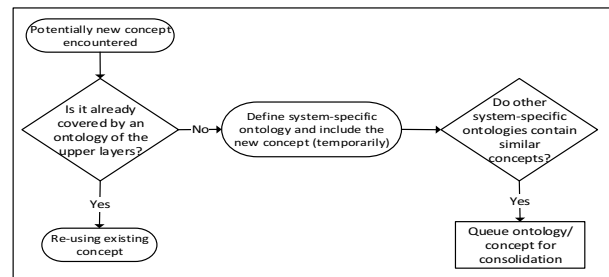 Potentially new concept
encountered
Is it already
covered by an
ontology of the
upper layers?
No
Define system-specific
ontology and include the
new concept (temporarily)
Do other
system-specific
ontologies contain
similar
concepts?
Yes
Re-using existing
concept
Yes
Queue ontology/
concept for
consolidation